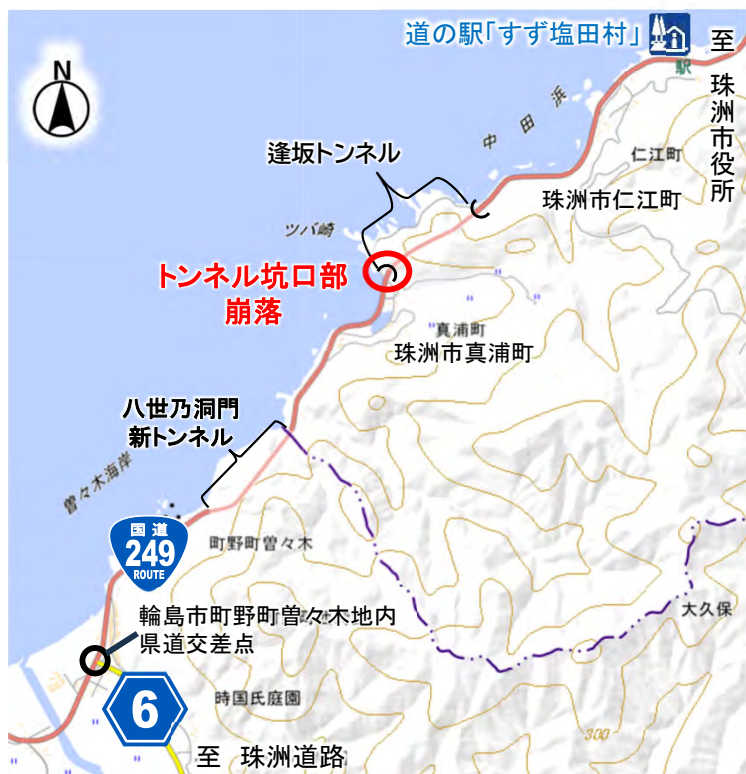 道の駅「すず塩田村」
至 珠洲市役所
駅
N
中田浜
仁江町
逢坂トンネル
珠洲市仁江町
ツバ崎
トンネル坑口部
崩落
真浦町
珠洲市真浦町
八世乃洞門
新トンネル
曽々木海岸
国道
249
ROUTE
町野町曽々木
大久保
輪島市町野町曽々木地内
県道交差点
6
時国氏庭園
300
至 珠洲道路